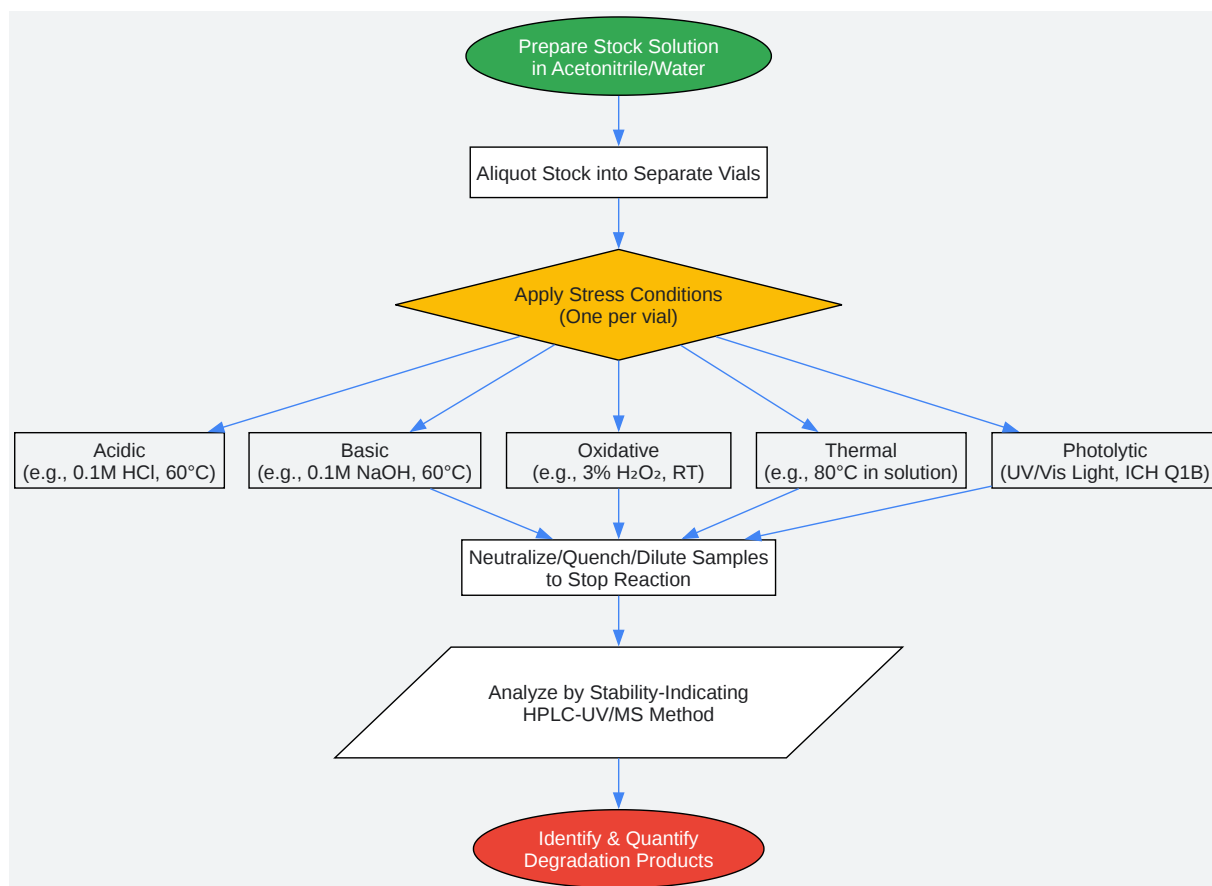 Prepare Stock Solution
in Acetonitrile/Water
Aliquot Stock into Separate Vials
Apply Stress Conditions
(One per vial)
Acidic
(e.g., 0.1M HCl, 60°C)
Basic
(e.g., 0.1M NaOH, 60°C)
Oxidative
(e.g., 3% H₂O₂, RT)
Thermal
(e.g., 80°C in solution)
Photolytic
(UV/Vis Light, ICH Q1B)
Neutralize/Quench/Dilute Samples
to Stop Reaction
Analyze by Stability-Indicating
HPLC-UV/MS Method
Identify & Quantify
Degradation Products